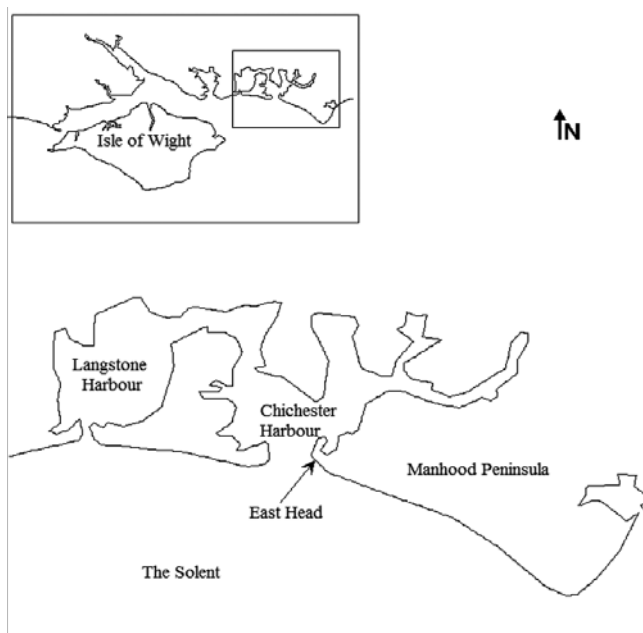 Isle of Wight
N
Langstone
Harbour
Chichester
Harbour
Manhood Peninsula
East Head
The Solent